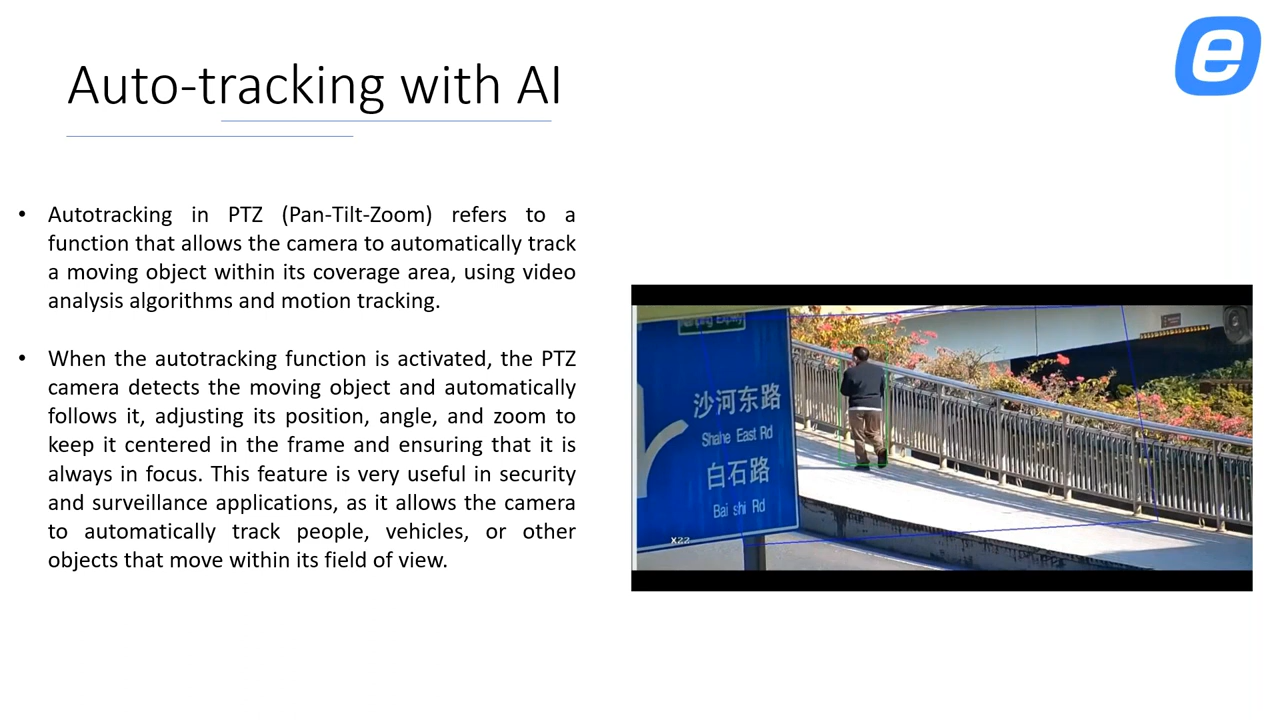 Auto-tracking with AI
e
• Autotracking in PTZ (Pan-Tilt-Zoom) refers to a
function that allows the camera to automatically track
a moving object within its coverage area, using video
analysis algorithms and motion tracking.
• When the autotracking function is activated, the PTZ
camera detects the moving object and automatically
follows it, adjusting its position, angle, and zoom to
keep it centered in the frame and ensuring that it is
always in focus. This feature is very useful in security
and surveillance applications, as it allows the camera
to automatically track people, vehicles, or other
objects that move within its field of view.
沙河东路
Shahe East Rd
白石路
Bai shi Rd
X22